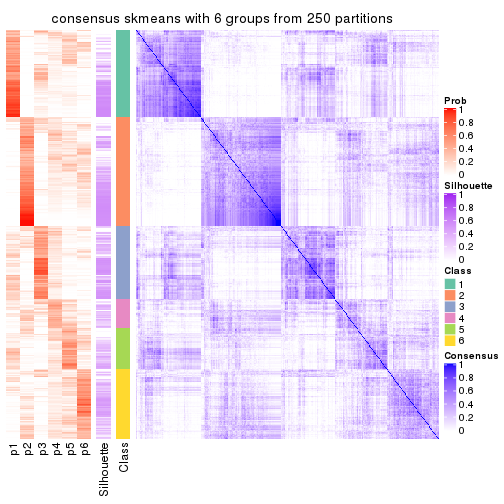 consensus skmeans with 6 groups from 250 partitions
Prob
1
0.8
0.6
0.4
0.2
0
Silhouette
1
0.8
0.6
0.4
0.2
0
Class
1
2
3
4
5
6
Consensus
1
0.8
0.6
0.4
0.2
0
p1
p2
p3
p4
p5
p6
Silhouette
Class